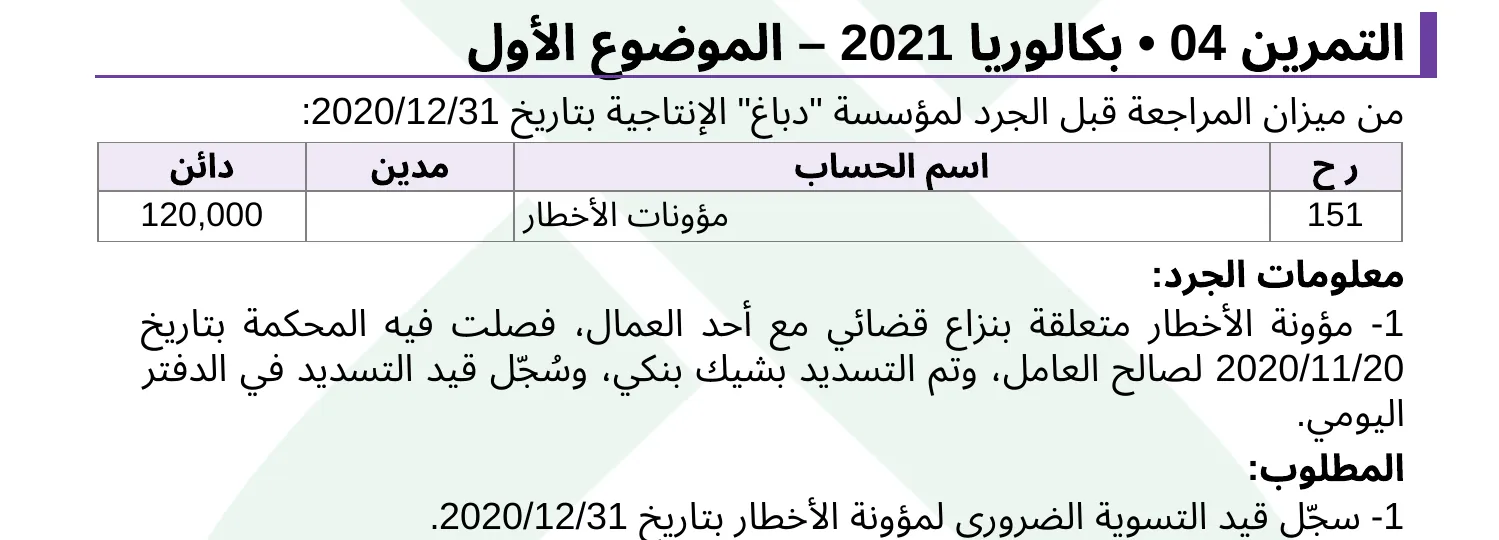 التمرين 04 • بكالوريا 2021 – الموضوع الأول
من ميزان المراجعة قبل الجرد لمؤسسة "دباغ" الإنتاجية بتاريخ 2020/12/31:
ر ح اسم الحساب مدين دائن
151 مؤونات الأخطار 120,000
معلومات الجرد:
1- مؤونة الأخطار متعلقة بنزاع قضائي مع أحد العمال، فصلت فيه المحكمة بتاريخ
2020/11/20 لصالح العامل، وتم التسديد بشيك بنكي، وسُجّل قيد التسديد في الدفتر
اليومي.
المطلوب:
1- سجّل قيد التسوية الضروري لمؤونة الأخطار بتاريخ 2020/12/31.